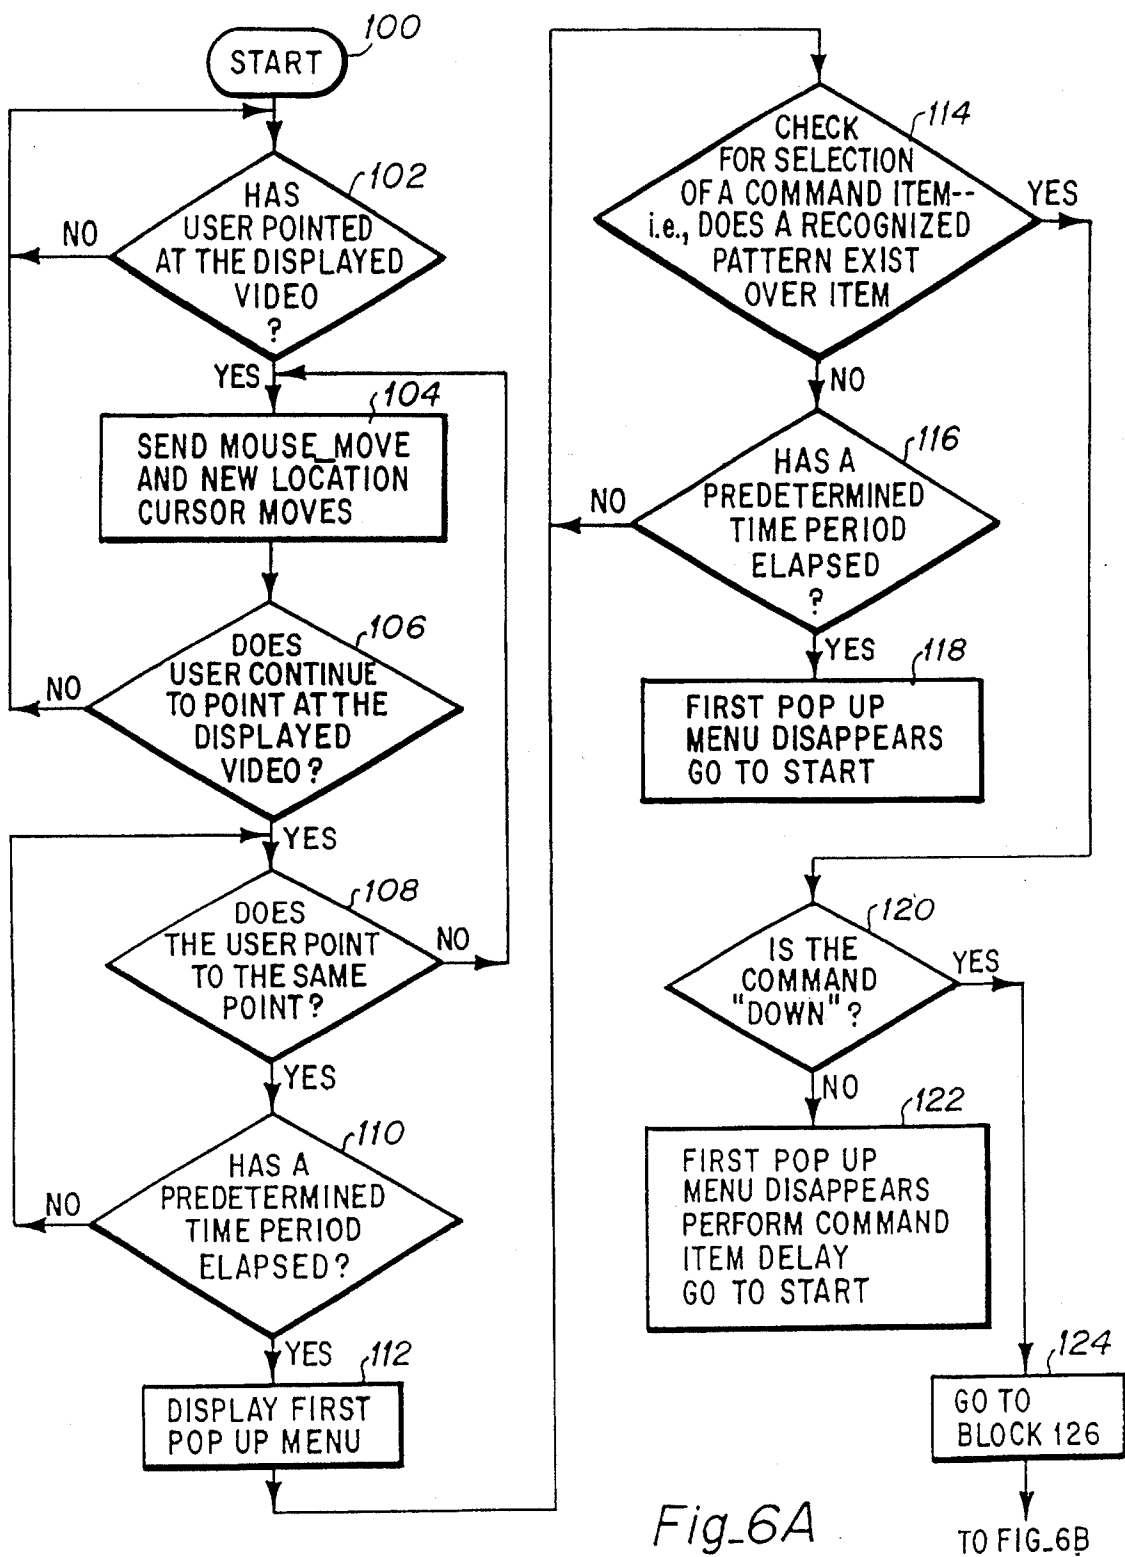 START
100
HAS
USER POINTED
AT THE DISPLAYED
VIDEO
?
102
NO
YES
104
SEND MOUSE_MOVE
AND NEW LOCATION
CURSOR MOVES
106
DOES
USER CONTINUE
TO POINT AT THE
DISPLAYED
VIDEO?
NO
YES
108
DOES
THE USER POINT
TO THE SAME
POINT?
NO
YES
110
HAS A
PREDETERMINED
TIME PERIOD
ELAPSED?
NO
YES
112
DISPLAY FIRST
POP UP MENU
114
CHECK
FOR SELECTION
OF A COMMAND ITEM--
i.e., DOES A RECOGNIZED
PATTERN EXIST
OVER ITEM
YES
NO
116
HAS A
PREDETERMINED
TIME PERIOD
ELAPSED
?
NO
YES
118
FIRST POP UP
MENU DISAPPEARS
GO TO START
120
IS THE
COMMAND
"DOWN"?
YES
NO
122
FIRST POP UP
MENU DISAPPEARS
PERFORM COMMAND
ITEM DELAY
GO TO START
124
GO TO
BLOCK 126
TO FIG_6B
Fig_6A